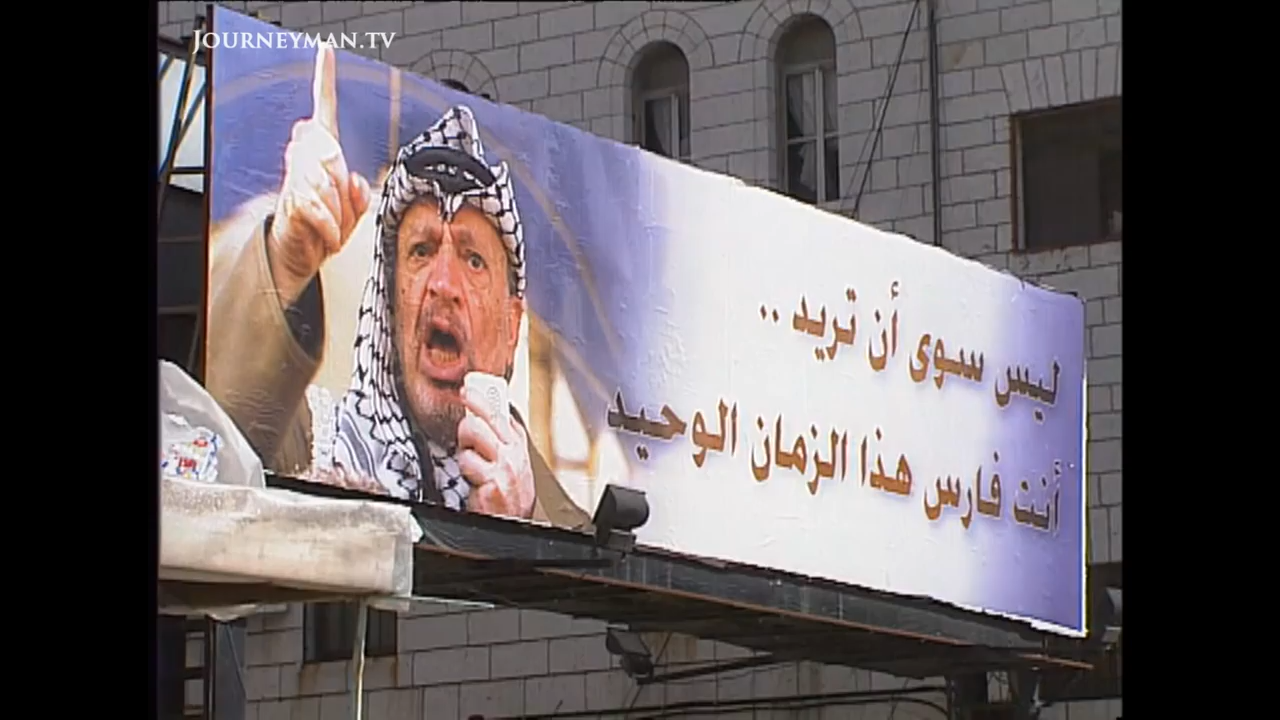 JOURNEYMAN.TV
ليس سوى أن تريد ..
أنت فارس هذا الزمان الوحيد